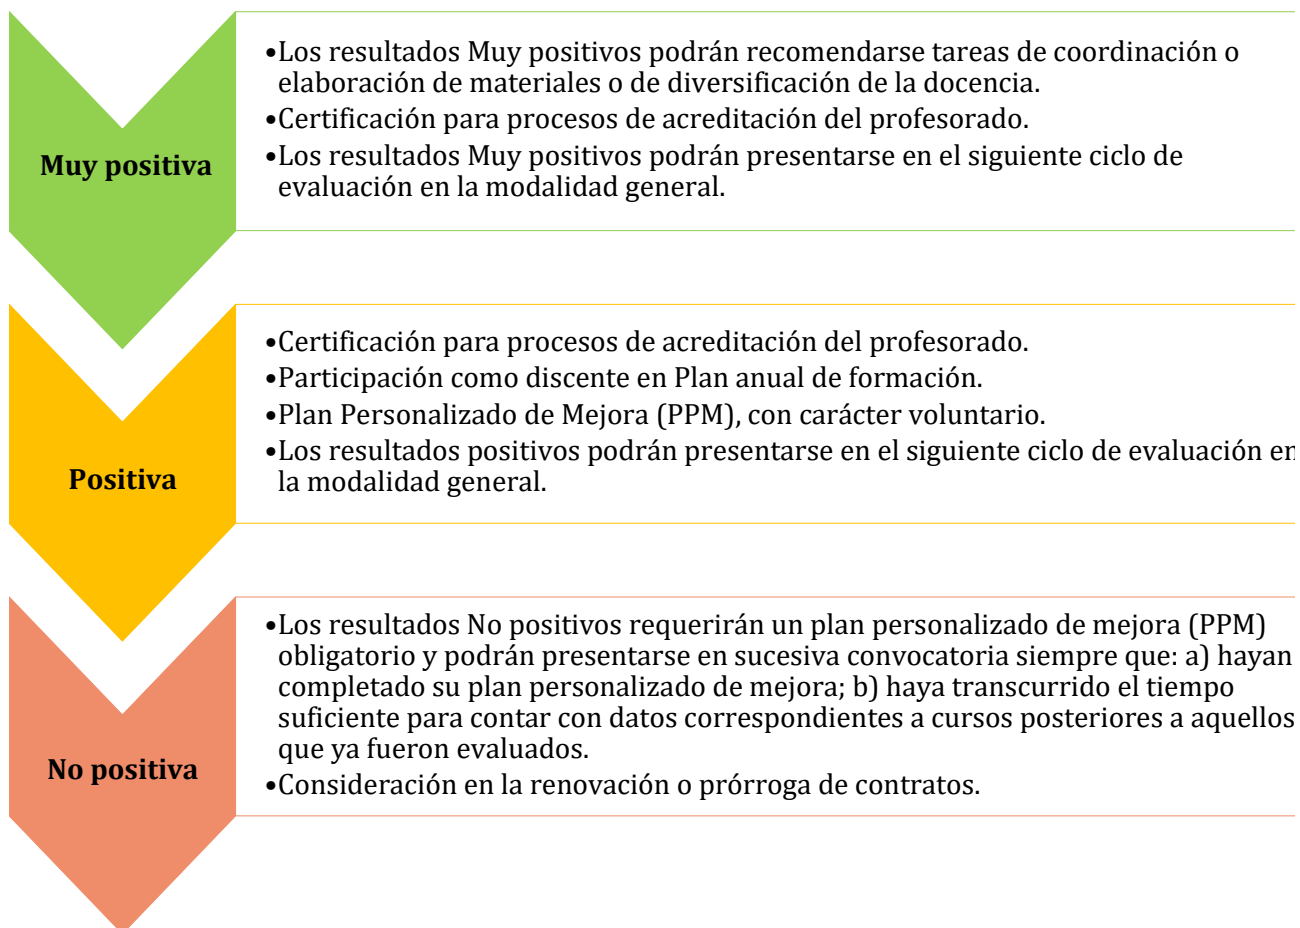 Muy positiva
•Los resultados Muy positivos podrán recomendarse tareas de coordinación o
elaboración de materiales o de diversificación de la docencia.
•Certificación para procesos de acreditación del profesorado.
•Los resultados Muy positivos podrán presentarse en el siguiente ciclo de
evaluación en la modalidad general.
Positiva
•Certificación para procesos de acreditación del profesorado.
•Participación como discente en Plan anual de formación.
•Plan Personalizado de Mejora (PPM), con carácter voluntario.
•Los resultados positivos podrán presentarse en el siguiente ciclo de evaluación en
la modalidad general.
No positiva
•Los resultados No positivos requerirán un plan personalizado de mejora (PPM)
obligatorio y podrán presentarse en sucesiva convocatoria siempre que: a) hayan
completado su plan personalizado de mejora; b) haya transcurrido el tiempo
suficiente para contar con datos correspondientes a cursos posteriores a aquellos
que ya fueron evaluados.
•Consideración en la renovación o prórroga de contratos.